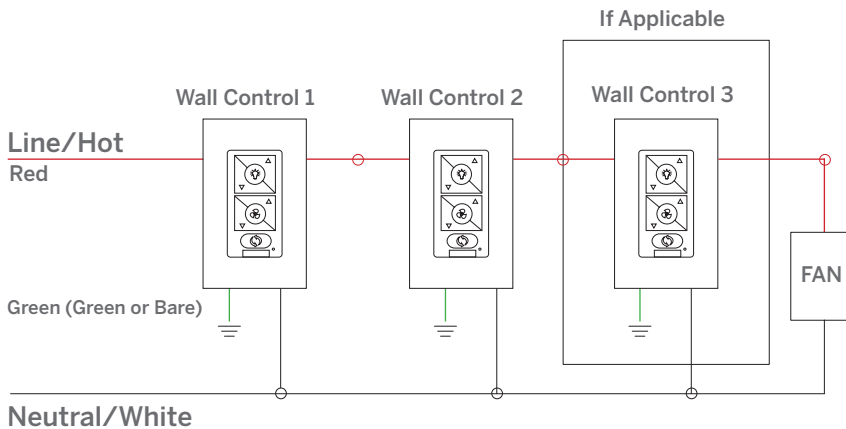 If Applicable
Wall Control 1
Wall Control 2
Wall Control 3
Line/Hot
Red
FAN
Green (Green or Bare)
Neutral/White